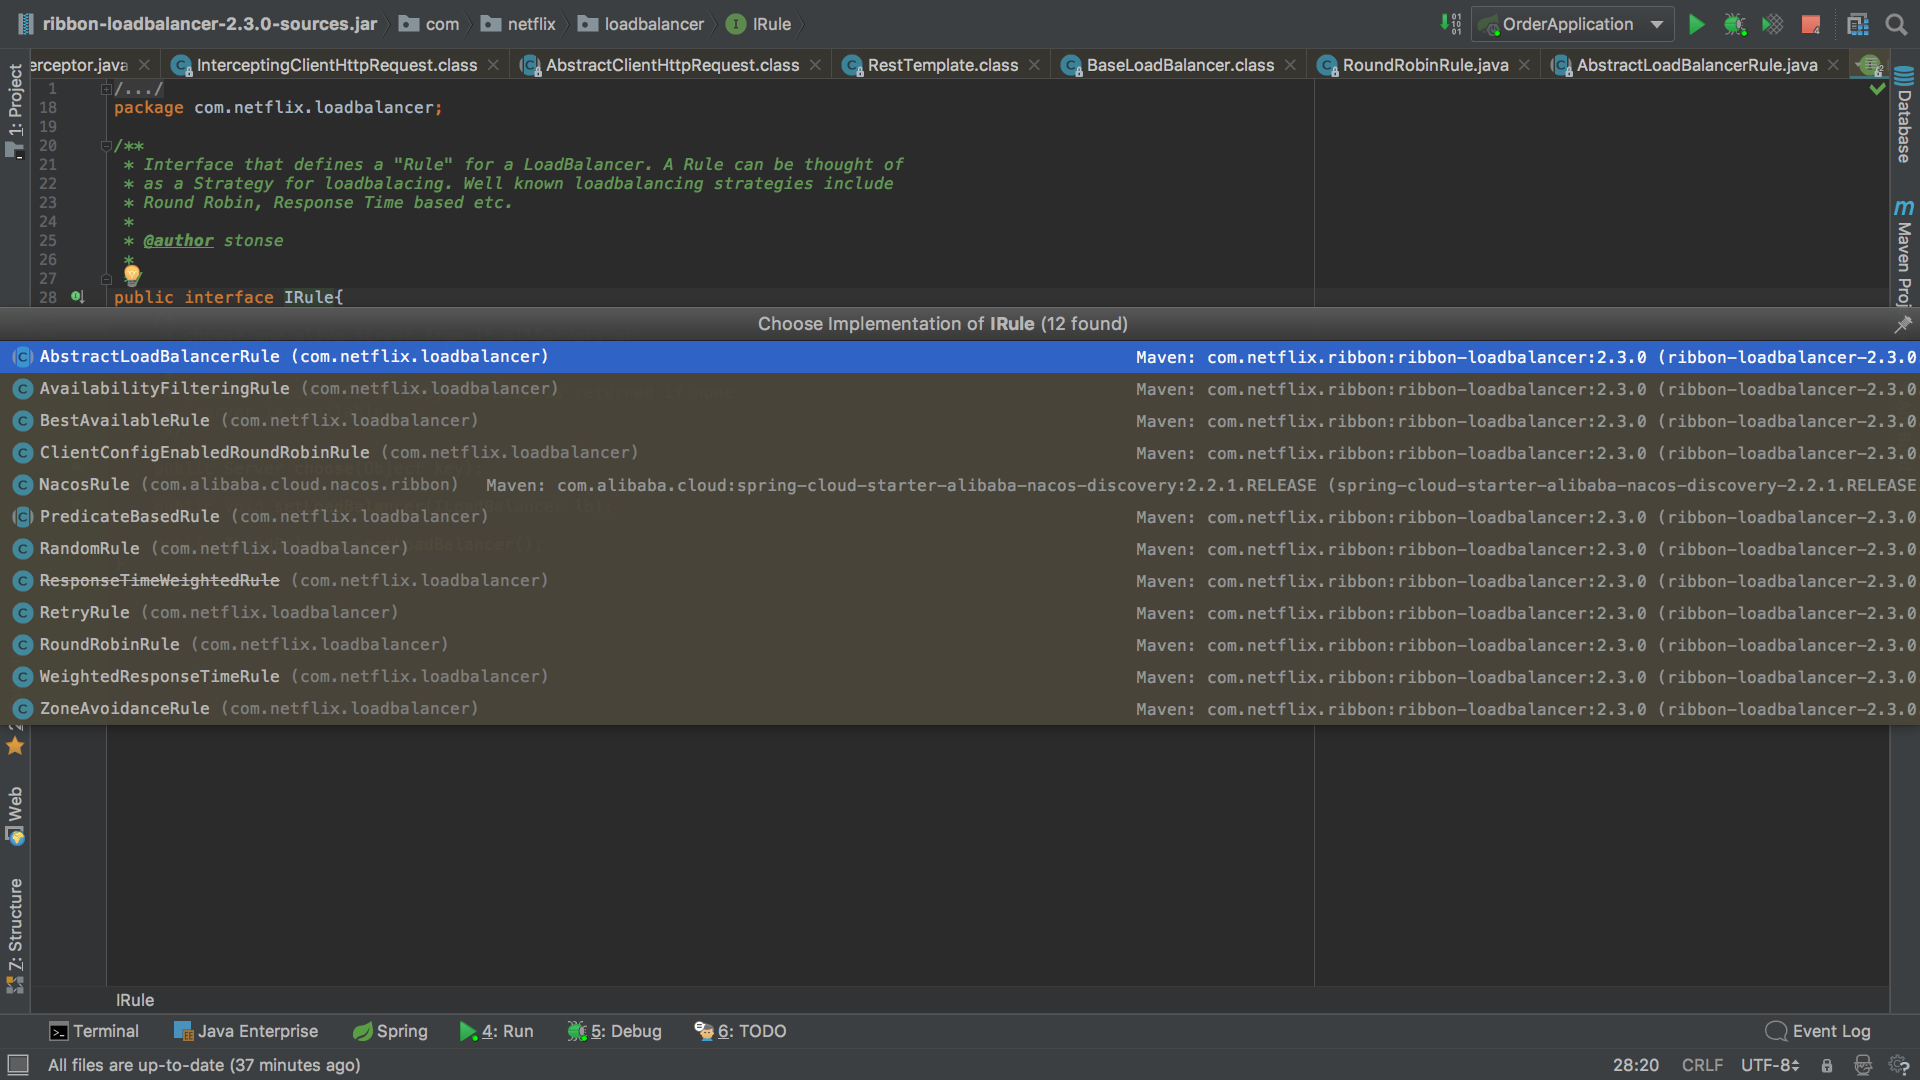 ribbon-loadbalancer-2.3.0-sources.jar com netflix loadbalancer IRule OrderApplication
erceptor.java InterceptingClientHttpRequest.class AbstractClientHttpRequest.class RestTemplate.class BaseLoadBalancer.class RoundRobinRule.java AbstractLoadBalancerRule.java
1: Project
Database
Maven Proj
1 /.../
18 package com.netflix.loadbalancer;
19
20 /**
21 * Interface that defines a "Rule" for a LoadBalancer. A Rule can be thought of
22 * as a Strategy for loadbalacing. Well known loadbalancing strategies include
23 * Round Robin, Response Time based etc.
24 *
25 * @author stonse
26 *
27
28 public interface IRule{
Choose Implementation of IRule (12 found)
AbstractLoadBalancerRule (com.netflix.loadbalancer) Maven: com.netflix.ribbon:ribbon-loadbalancer:2.3.0 (ribbon-loadbalancer-2.3.0
AvailabilityFilteringRule (com.netflix.loadbalancer) Maven: com.netflix.ribbon:ribbon-loadbalancer:2.3.0 (ribbon-loadbalancer-2.3.0
BestAvailableRule (com.netflix.loadbalancer) Maven: com.netflix.ribbon:ribbon-loadbalancer:2.3.0 (ribbon-loadbalancer-2.3.0
ClientConfigEnabledRoundRobinRule (com.netflix.loadbalancer) Maven: com.netflix.ribbon:ribbon-loadbalancer:2.3.0 (ribbon-loadbalancer-2.3.0
NacosRule (com.alibaba.cloud.nacos.ribbon) Maven: com.alibaba.cloud:spring-cloud-starter-alibaba-nacos-discovery:2.2.1.RELEASE (spring-cloud-starter-alibaba-nacos-discovery-2.2.1.RELEASE
PredicateBasedRule (com.netflix.loadbalancer) Maven: com.netflix.ribbon:ribbon-loadbalancer:2.3.0 (ribbon-loadbalancer-2.3.0
RandomRule (com.netflix.loadbalancer) Maven: com.netflix.ribbon:ribbon-loadbalancer:2.3.0 (ribbon-loadbalancer-2.3.0
ResponseTimeWeightedRule (com.netflix.loadbalancer) Maven: com.netflix.ribbon:ribbon-loadbalancer:2.3.0 (ribbon-loadbalancer-2.3.0
RetryRule (com.netflix.loadbalancer) Maven: com.netflix.ribbon:ribbon-loadbalancer:2.3.0 (ribbon-loadbalancer-2.3.0
RoundRobinRule (com.netflix.loadbalancer) Maven: com.netflix.ribbon:ribbon-loadbalancer:2.3.0 (ribbon-loadbalancer-2.3.0
WeightedResponseTimeRule (com.netflix.loadbalancer) Maven: com.netflix.ribbon:ribbon-loadbalancer:2.3.0 (ribbon-loadbalancer-2.3.0
ZoneAvoidanceRule (com.netflix.loadbalancer) Maven: com.netflix.ribbon:ribbon-loadbalancer:2.3.0 (ribbon-loadbalancer-2.3.0
Web
7: Structure
IRule
Terminal Java Enterprise Spring 4: Run 5: Debug 6: TODO Event Log
All files are up-to-date (37 minutes ago) 28:20 CRLF UTF-8